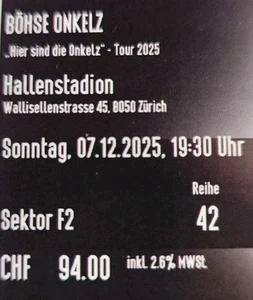 BÖHSE ONKELZ
„Hier sind die Onkelz" - Tour 2025
Hallenstadion
Wallisellenstrasse 45, 8050 Zürich
Sonntag, 07.12.2025, 19:30 Uhr
Reihe
Sektor F2 42
CHF 94.00 inkl. 2.6% MWSt.